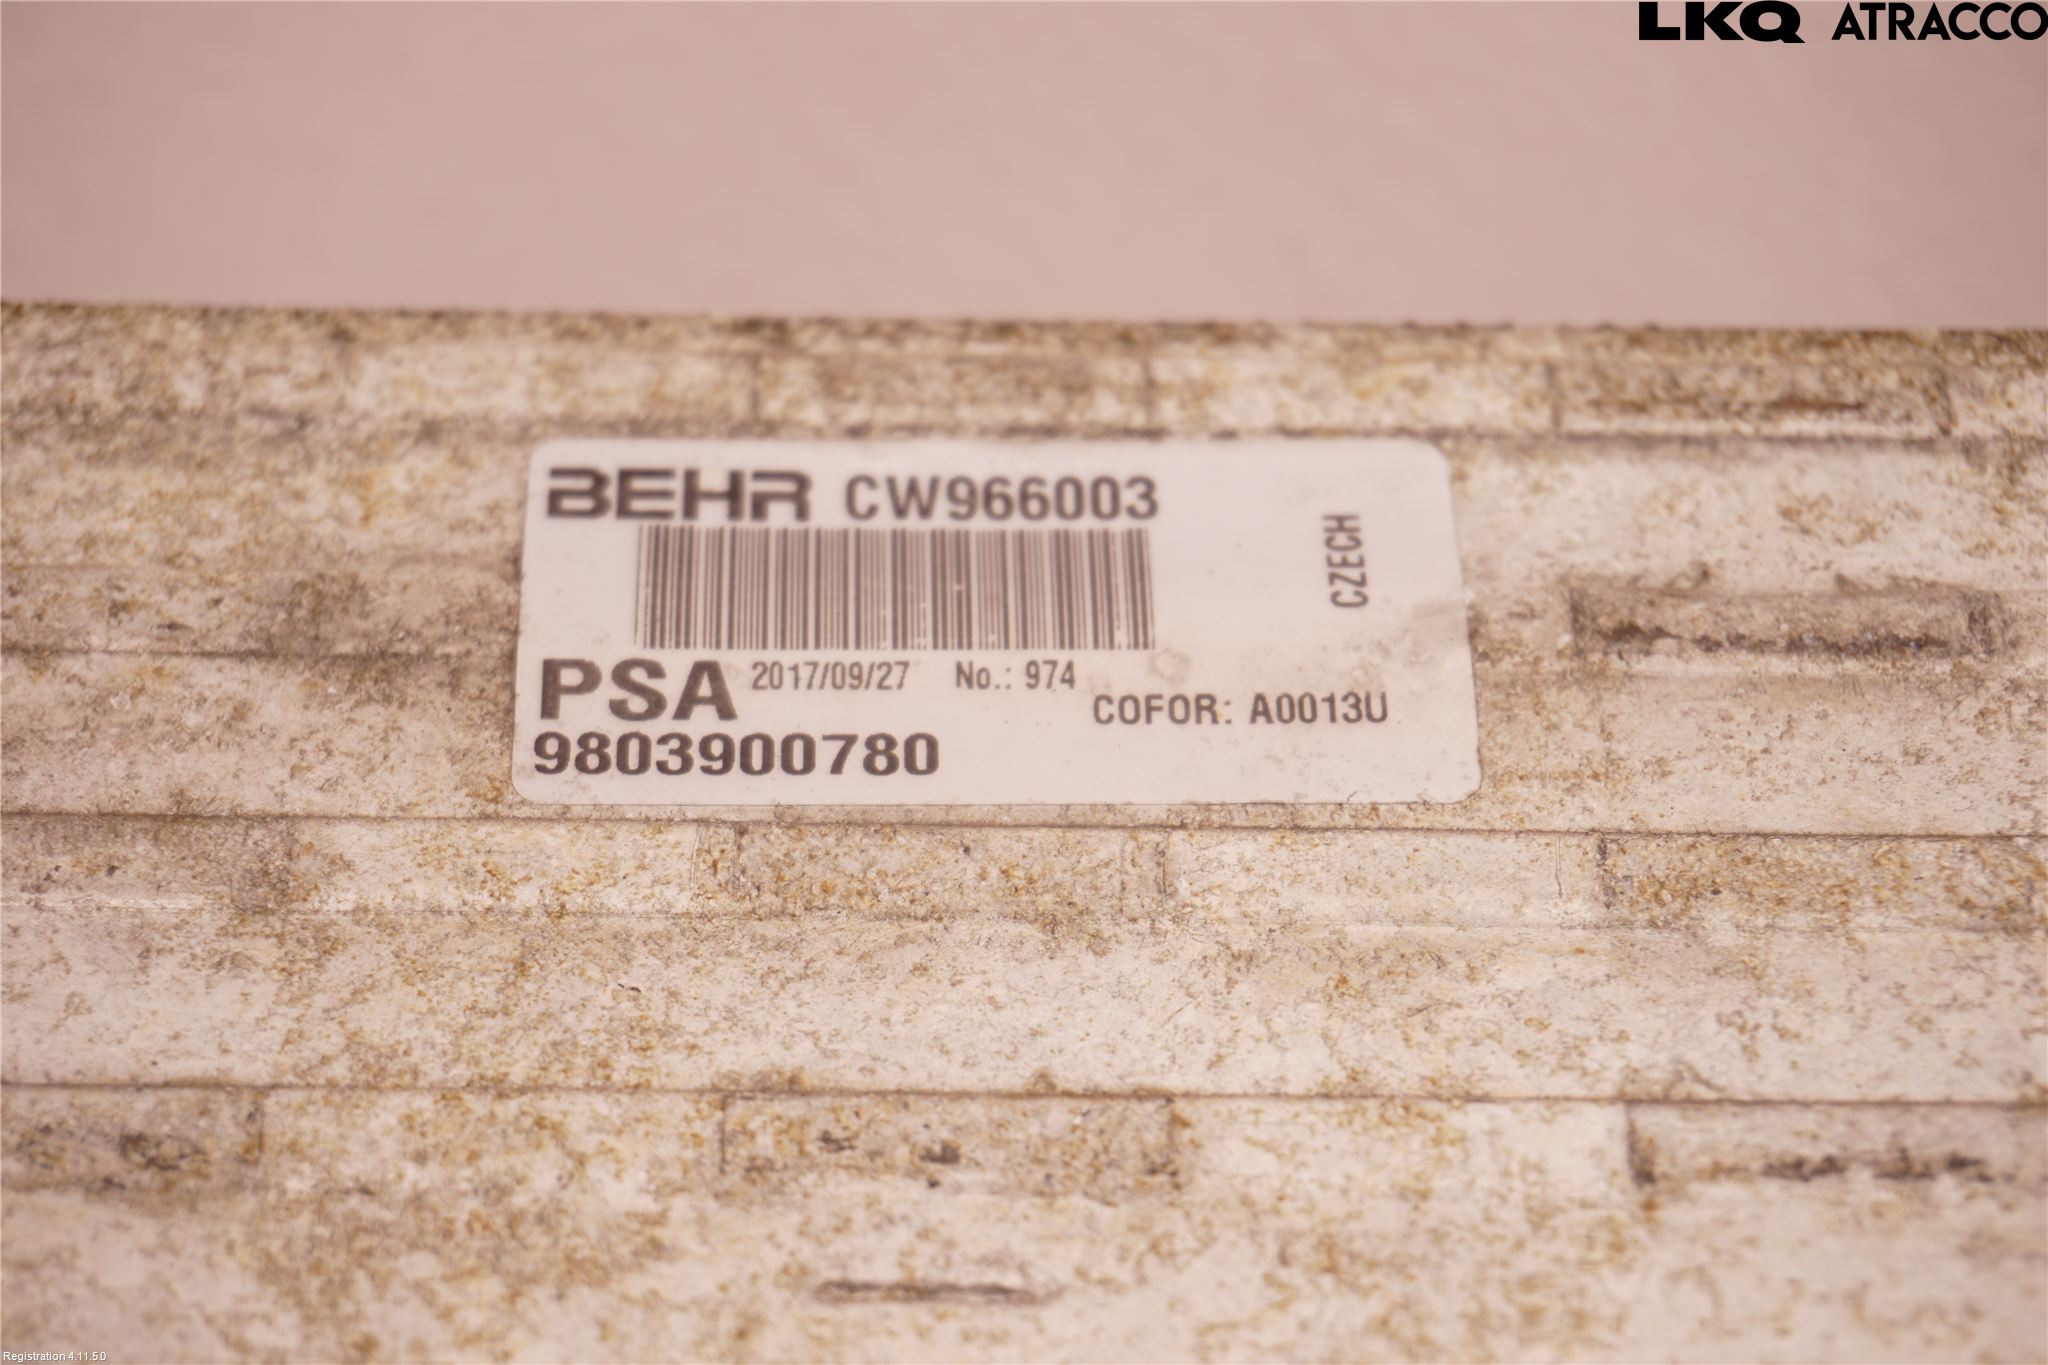 LKQ ATRACCO
BEHR CW966003
CZECH
PSA 2017/09/27 No.: 974
COFOR: A0013U
9803900780
Registration 4.11.5.0